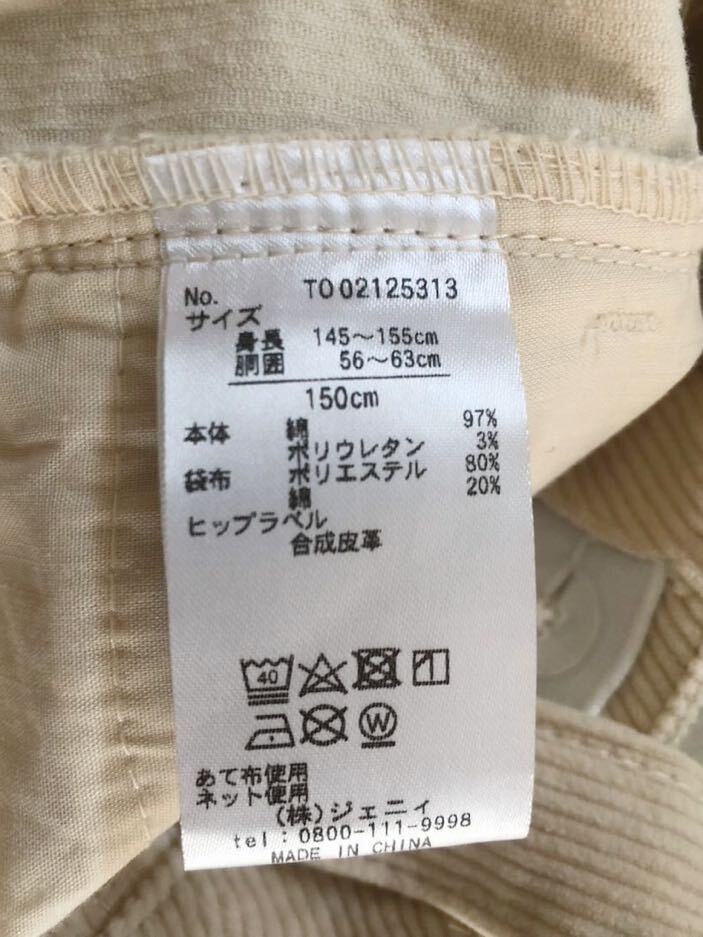 No. TO02125313
サイズ
身長 145～155cm
胴囲 56～63cm
150cm
本体 綿 97%
ポリウレタン 3%
袋布 ポリエステル 80%
綿 20%
ヒップラベル
合成皮革
40
W
あて布使用
ネット使用
(株)ジェニィ
tel:0800-111-9998
MADE IN CHINA